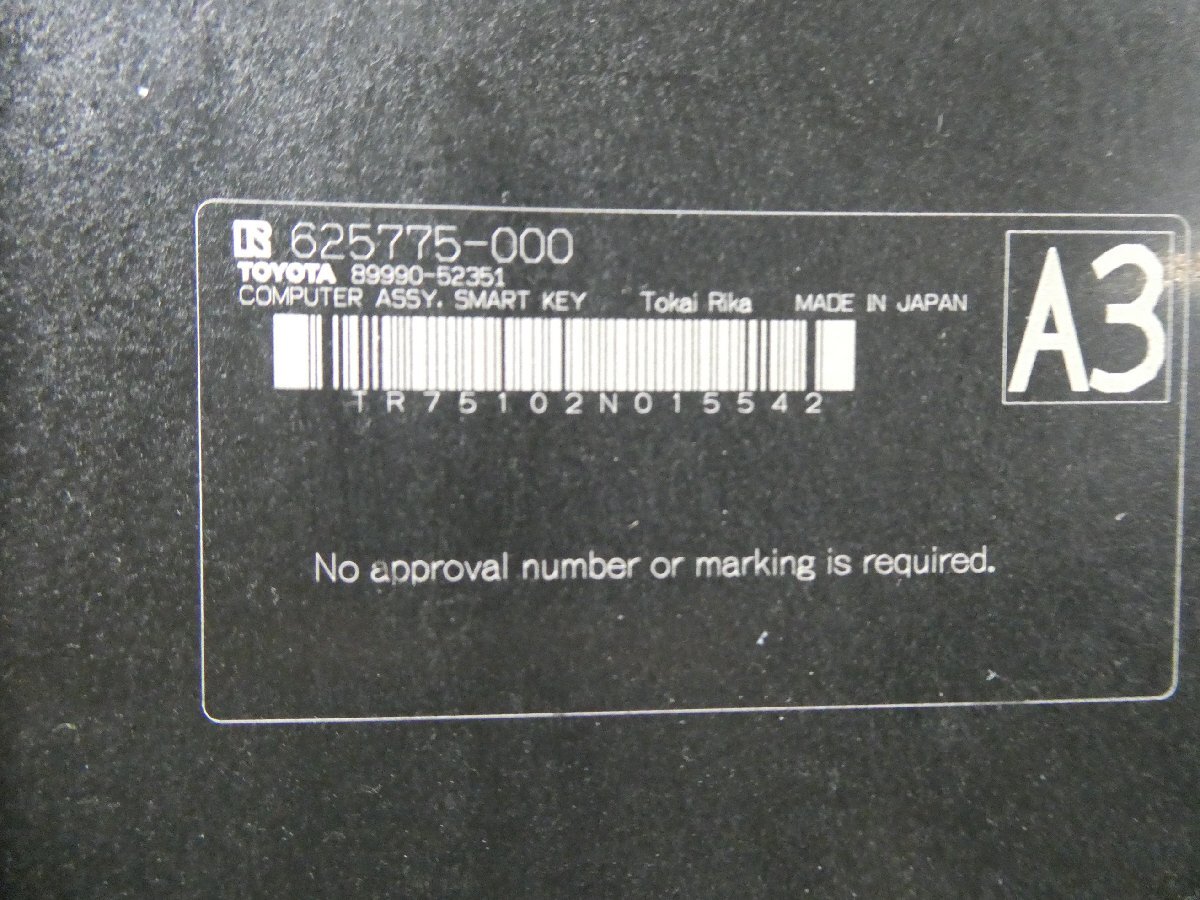 R 625775-000
TOYOTA 89990-52351
COMPUTER ASSY. SMART KEY Tokai Rika MADE IN JAPAN
A3
TR75102N015542
No approval number or marking is required.